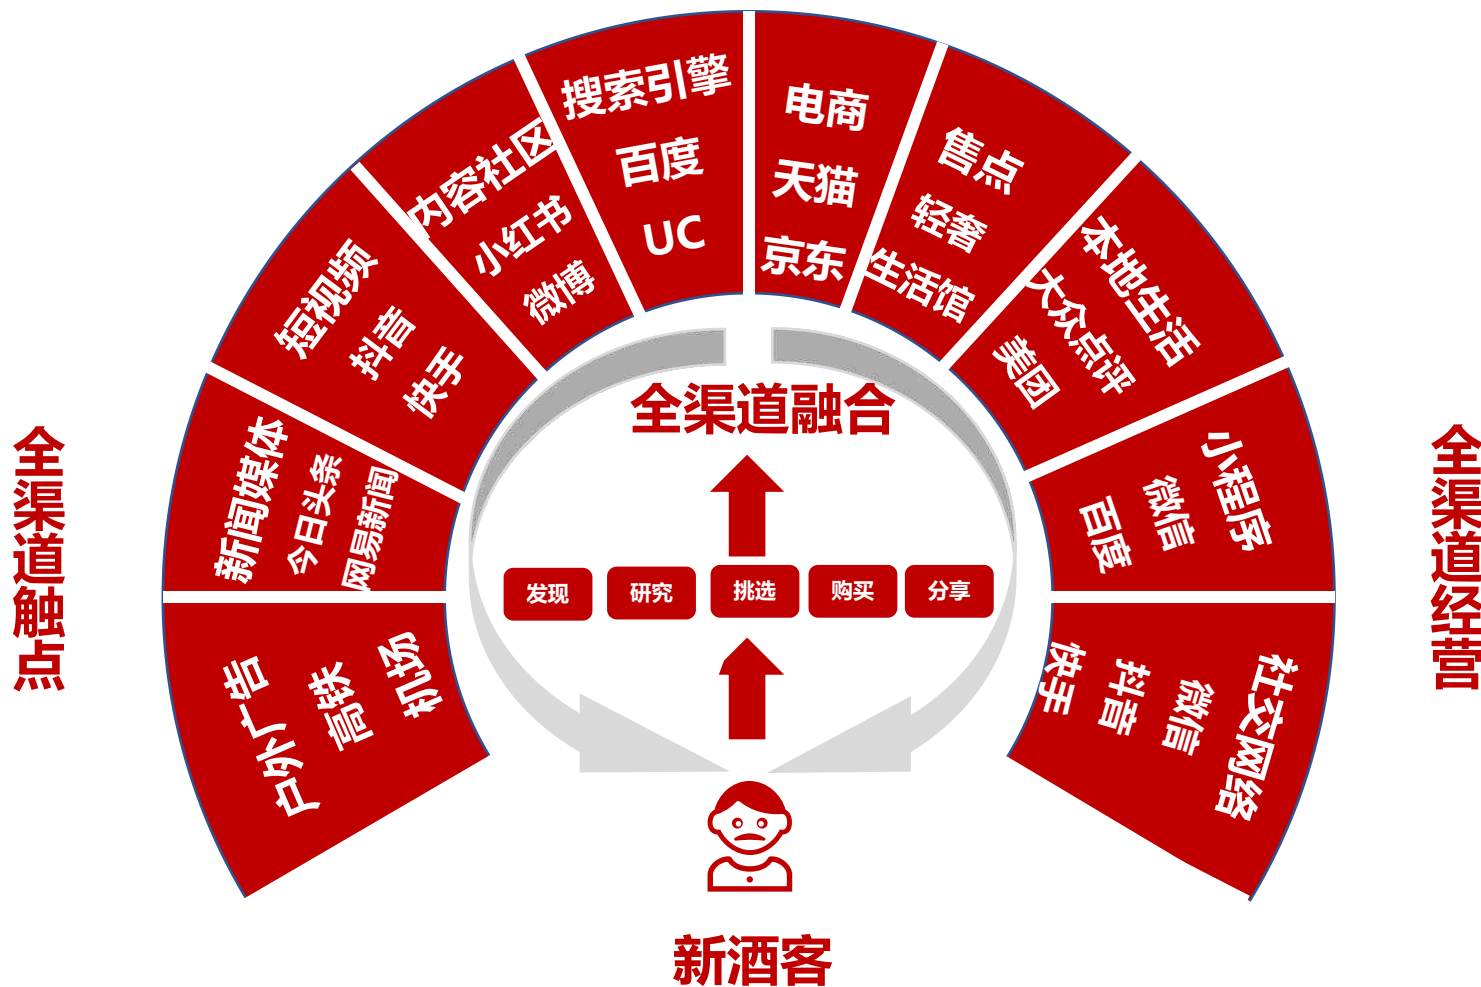 全渠道触点
户外广告
高铁
机场
新闻媒体
今日头条
网易新闻
短视频
抖音
快手
内容社区
小红书
微博
搜索引擎
百度
UC
电商
天猫
京东
售点
轻奢
生活馆
本地生活
大众点评
美团
小程序
微信
百度
社交网络
微信
抖音
快手
全渠道经营
全渠道融合
发现
研究
挑选
购买
分享
新酒客